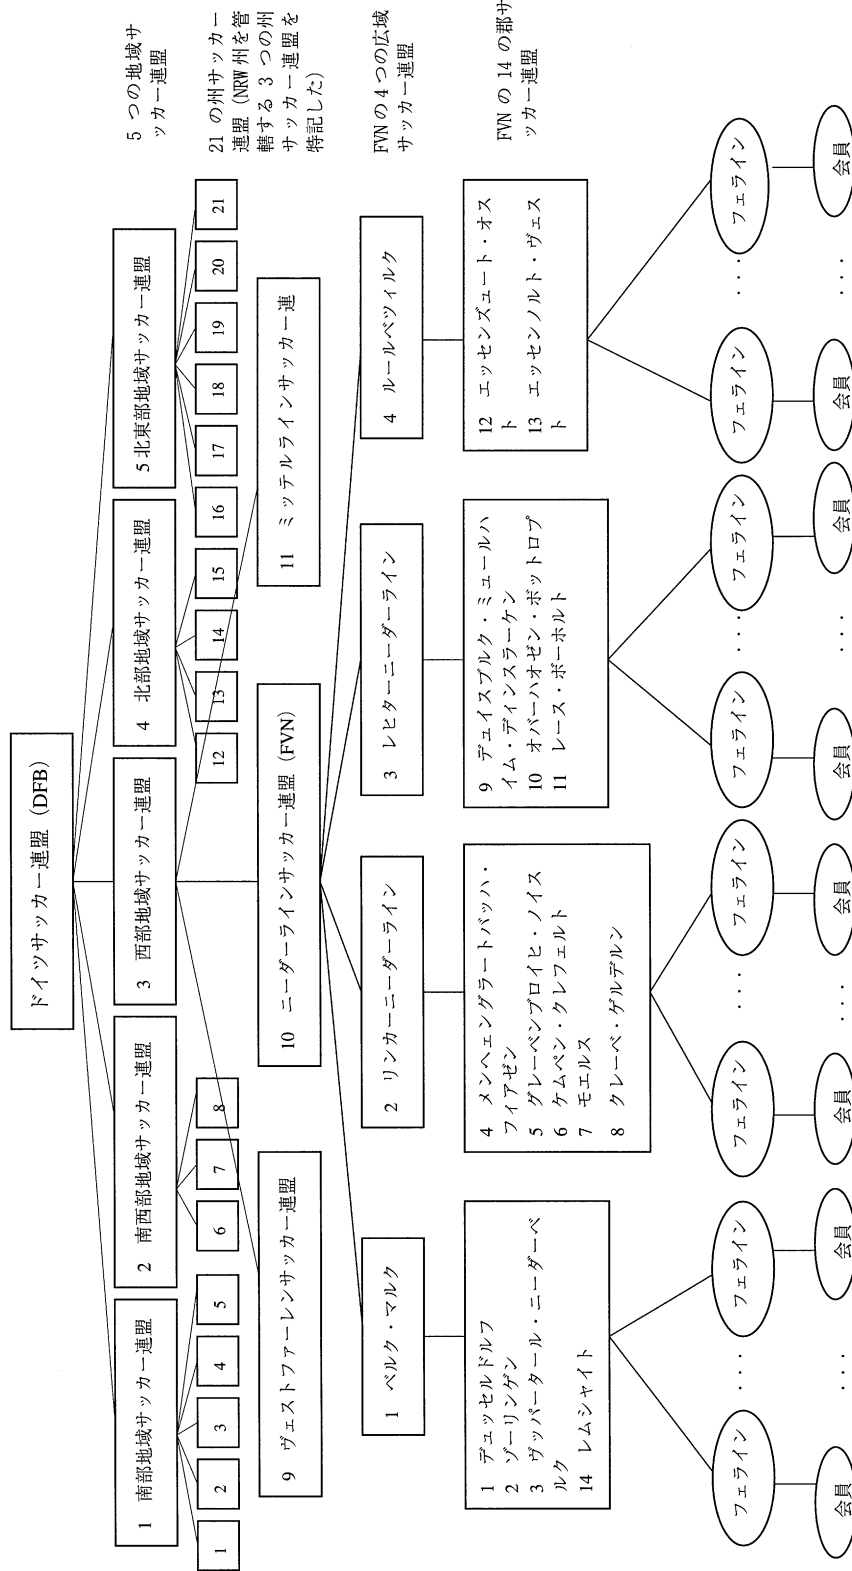 ドイツサッカー連盟(DFB)
1 南部地域サッカー連盟
2 南西部地域サッカー連盟
3 西部地域サッカー連盟
4 北部地域サッカー連盟
5 北東部地域サッカー連盟
5 つの地域サ
ッカー連盟
1
2
3
4
5
6
7
8
12
13
14
15
16
17
18
19
20
21
21 の州サッカー
連盟(NRW 州を管
轄する 3 つの州
サッカー連盟を
特記した)
9 ヴェストファーレンサッカー連盟
10 ニーダーラインサッカー連盟(FVN)
11 ミッテルラインサッカー連
1 ベルク・マルク
2 リンカーニーダーライン
3 レヒターニーダーライン
4 ルールベツィルク
FVN の 4 つの広域
サッカー連盟
1 デュッセルドルフ
2 ゾーリンゲン
3 ヴッパータール・ニーダーベ
ルク
14 レムシャイト
4 メンヘェングラートバッハ・
フィアゼン
5 グレーベンブロイヒ・ノイス
6 ケムペン・クレフェルト
7 モエルス
8 クレーベ・ゲルデルン
9 デュイスブルク・ミュールハ
イム・ディンスラーケン
10 オバーハオゼン・ボットロプ
11 レース・ボーホルト
12 エッセンズュート・オス
ト
13 エッセンノルト・ヴェス
ト
FVN の 14 の郡サ
ッカー連盟
フェライン
・・・
フェライン
フェライン
・・・
フェライン
フェライン
・・・
フェライン
フェライン
・・・
フェライン
会員
・・・
会員
会員
・・・
会員
会員
・・・
会員
会員
・・・
会員